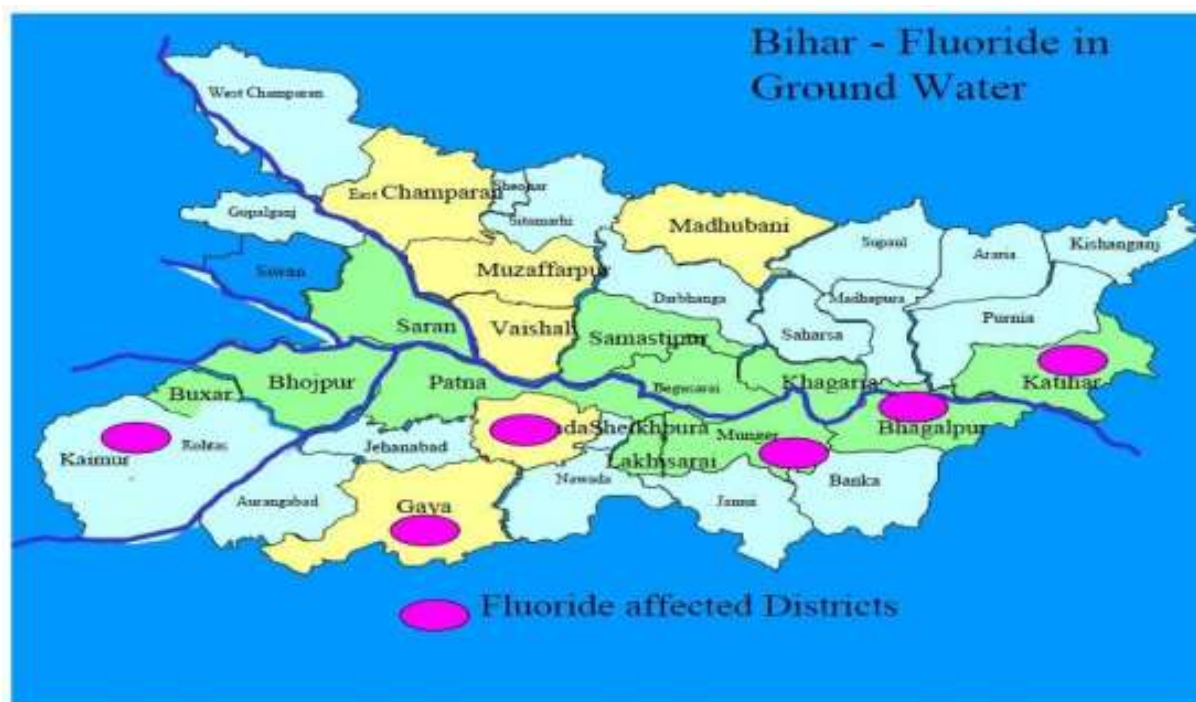 Bihar - Fluoride in
Ground Water
West Champaran
East Champaran
Sheohar
Sitamarhi
Gopalganj
Madhubani
Supaul
Araria
Kishanganj
Siwan
Muzaffarpur
Darbhanga
Madhapura
Purnia
Saran
Vaishali
Samastipur
Saharsa
Buxar
Bhojpur
Patna
Begusarai
Khagaria
Katihar
Kaimur
Rohtas
Jehanabad
Sheikhpura
Munger
Bhagalpur
Lakhisarai
Aurangabad
Gaya
Nawada
Banka
Fluoride affected Districts